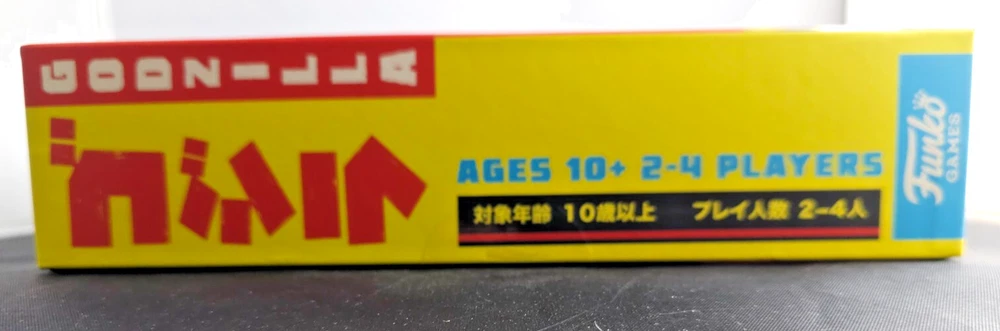 GODZILLA
ゴジラ
AGES 10+ 2-4 PLAYERS
対象年齢 10歳以上 プレイ人数 2–4人
Funko
GAMES